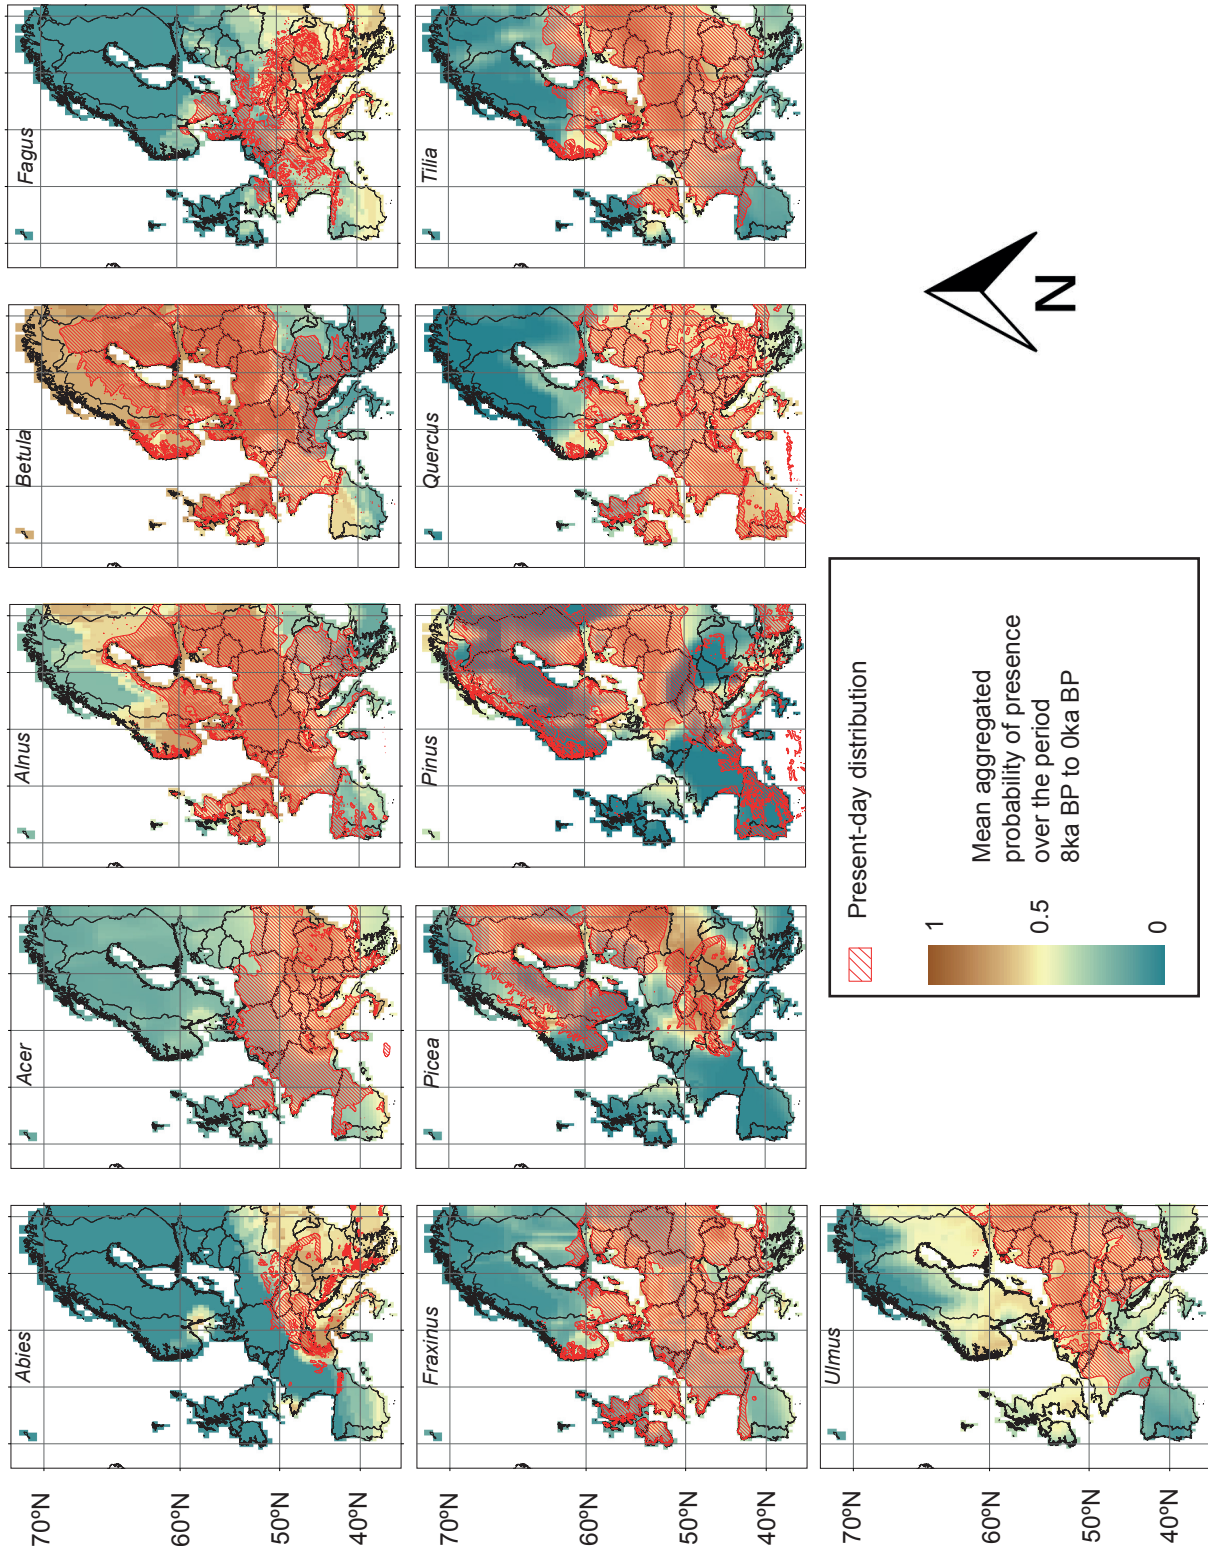 Abies
Acer
Alnus
Betula
Fagus
70°N
60°N
50°N
40°N
Fraxinus
Picea
Pinus
Quercus
Tilia
70°N
60°N
50°N
40°N
Ulmus
70°N
60°N
50°N
40°N
Present-day distribution
1
0.5
0
Mean aggregated
probability of presence
over the period
8ka BP to 0ka BP
N